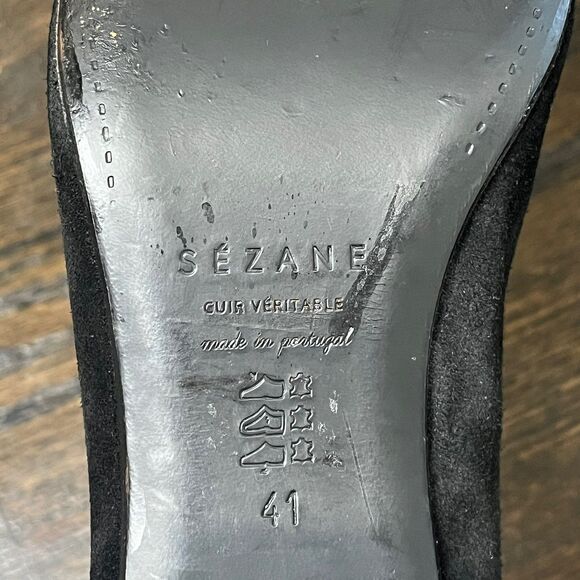 SÉZANE
CUIR VÉRITABLE
made in portugal
41